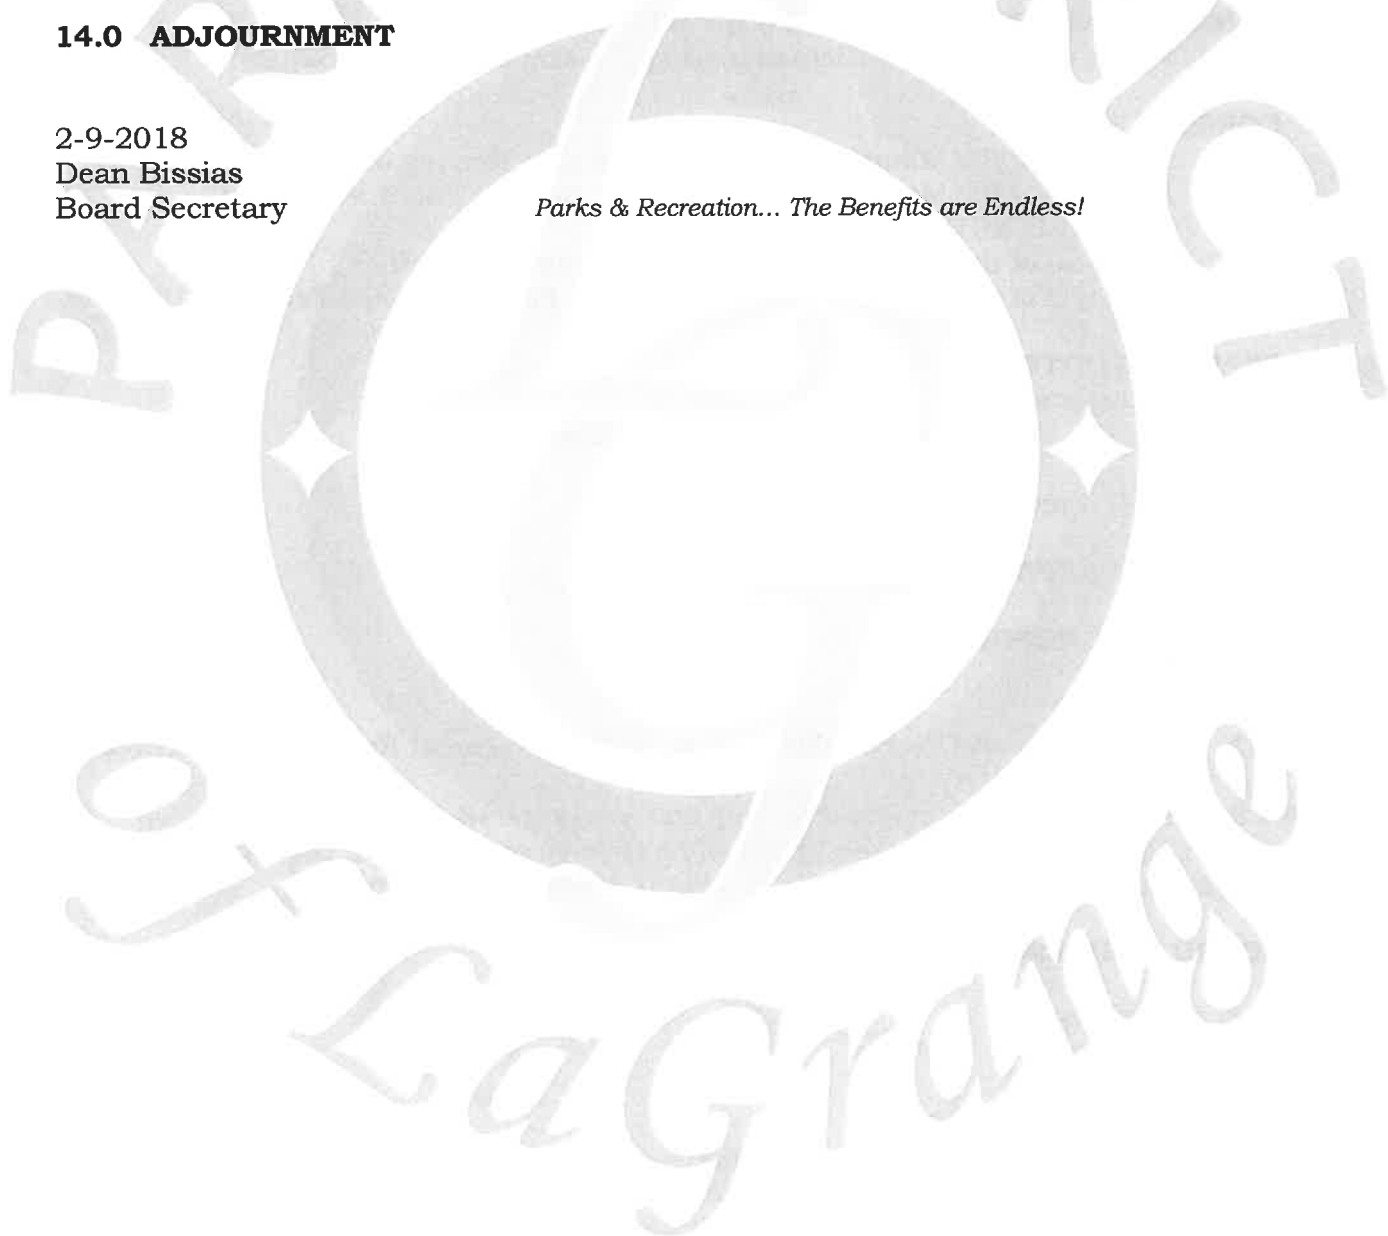 14.0 ADJOURNMENT
2-9-2018
Dean Bissias
Board Secretary
Parks & Recreation... The Benefits are Endless!
PARK
RICT
of LaGrange